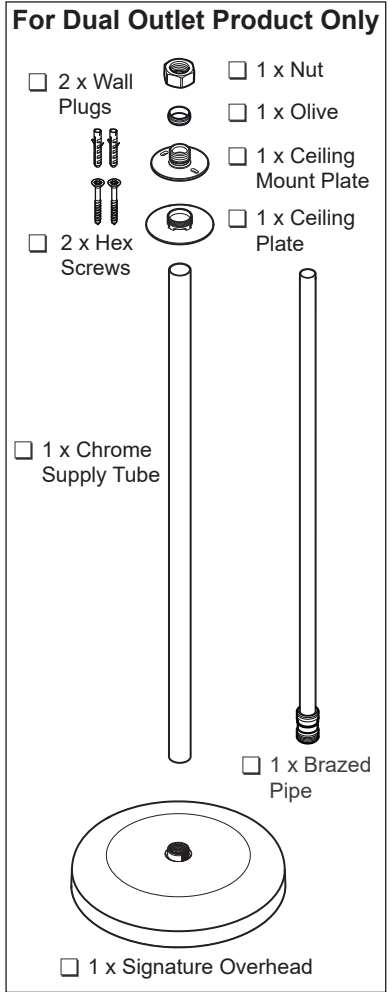 For Dual Outlet Product Only
☐ 2 x Wall
Plugs
☐ 1 x Nut
☐ 1 x Olive
☐ 1 x Ceiling
Mount Plate
☐ 1 x Ceiling
Plate
☐ 2 x Hex
Screws
☐ 1 x Chrome
Supply Tube
☐ 1 x Brazed
Pipe
☐ 1 x Signature Overhead